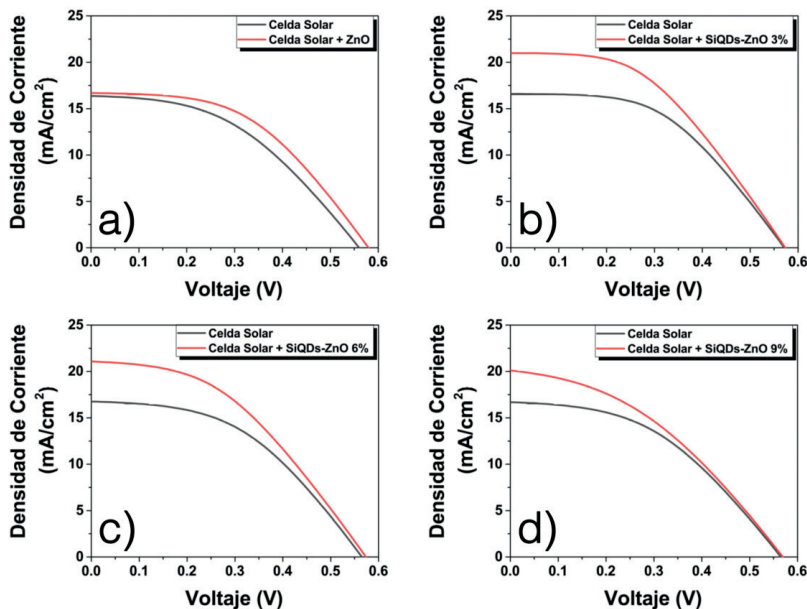 Celda Solar
Celda Solar + ZnO
Densidad de Corriente
(mA/cm²)
25
20
15
10
5
0
a)
0.0 0.1 0.2 0.3 0.4 0.5 0.6
Voltaje (V)
Celda Solar
Celda Solar + SiQDs-ZnO 3%
Densidad de Corriente
(mA/cm²)
25
20
15
10
5
0
b)
0.0 0.1 0.2 0.3 0.4 0.5 0.6
Voltaje (V)
Celda Solar
Celda Solar + SiQDs-ZnO 6%
Densidad de Corriente
(mA/cm²)
25
20
15
10
5
0
c)
0.0 0.1 0.2 0.3 0.4 0.5 0.6
Voltaje (V)
Celda Solar
Celda Solar + SiQDs-ZnO 9%
Densidad de Corriente
(mA/cm²)
25
20
15
10
5
0
d)
0.0 0.1 0.2 0.3 0.4 0.5 0.6
Voltaje (V)